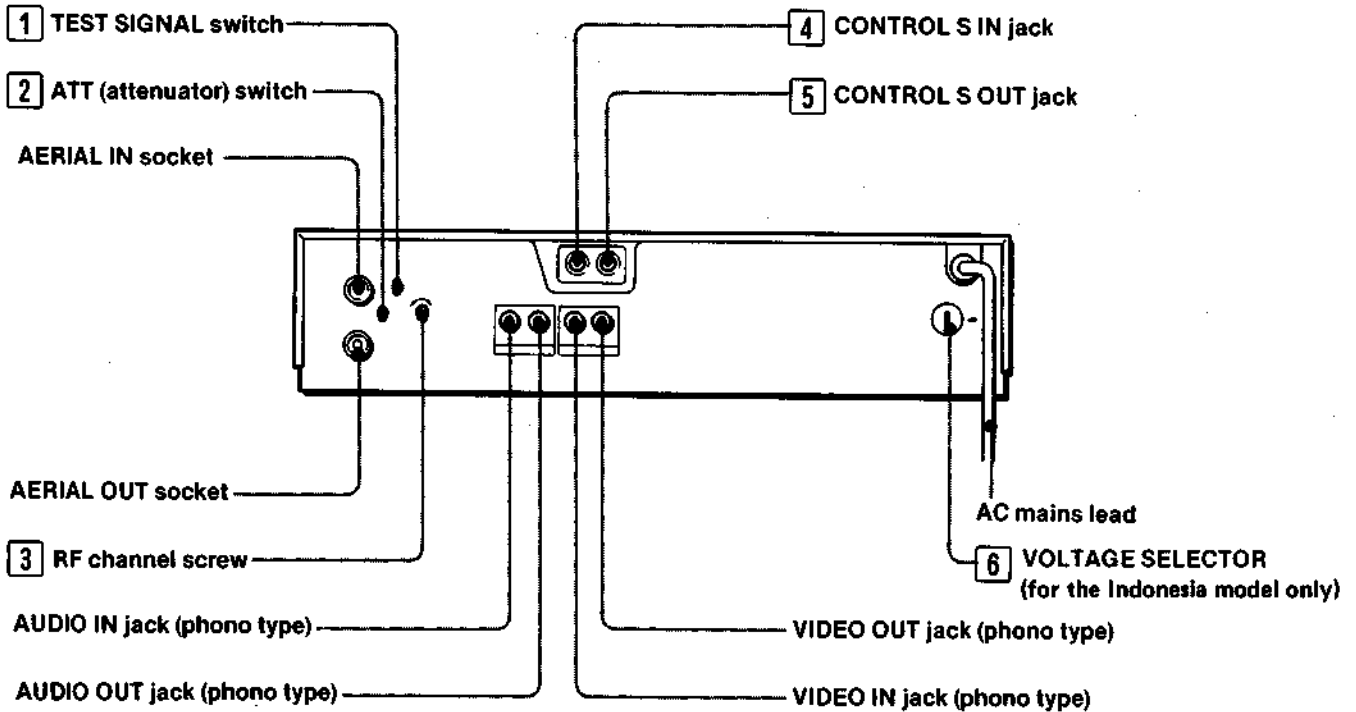 1 TEST SIGNAL switch
2 ATT (attenuator) switch
AERIAL IN socket
4 CONTROL S IN jack
5 CONTROL S OUT jack
AERIAL OUT socket
3 RF channel screw
AUDIO IN jack (phono type)
AUDIO OUT jack (phono type)
AC mains lead
6 VOLTAGE SELECTOR
(for the Indonesia model only)
VIDEO OUT jack (phono type)
VIDEO IN jack (phono type)